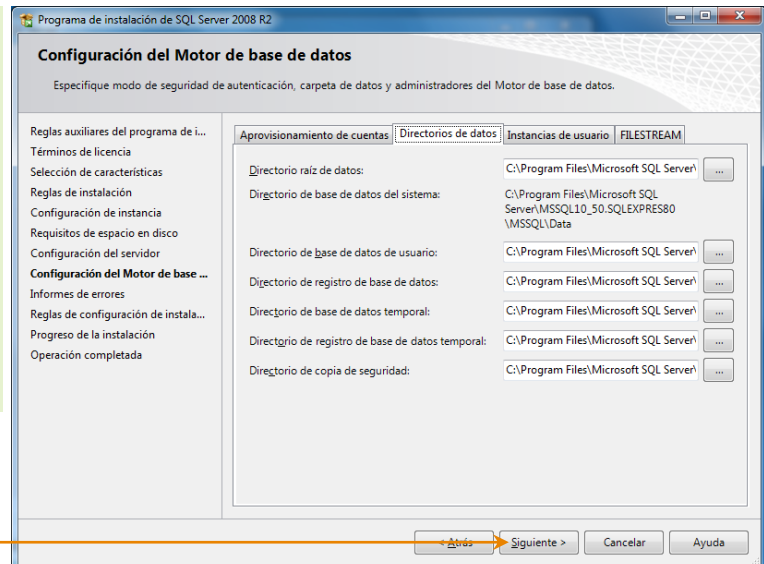 Programa de instalación de SQL Server 2008 R2
Configuración del Motor de base de datos
Especifique modo de seguridad de autenticación, carpeta de datos y administradores del Motor de base de datos.
Reglas auxiliares del programa de i...
Términos de licencia
Selección de características
Reglas de instalación
Configuración de instancia
Requisitos de espacio en disco
Configuración del servidor
Configuración del Motor de base ...
Informes de errores
Reglas de configuración de instala...
Progreso de la instalación
Operación completada
Aprovisionamiento de cuentas Directorios de datos Instancias de usuario FILESTREAM
Directorio raíz de datos: C:\Program Files\Microsoft SQL Server\ ...
Directorio de base de datos del sistema: C:\Program Files\Microsoft SQL
Server\MSSQL10_50.SQLEXPRES80
\MSSQL\Data
Directorio de base de datos de usuario: C:\Program Files\Microsoft SQL Server\ ...
Directorio de registro de base de datos: C:\Program Files\Microsoft SQL Server\ ...
Directorio de base de datos temporal: C:\Program Files\Microsoft SQL Server\ ...
Directorio de registro de base de datos temporal: C:\Program Files\Microsoft SQL Server\ ...
Directorio de copia de seguridad: C:\Program Files\Microsoft SQL Server\ ...
< Atrás Siguiente > Cancelar Ayuda